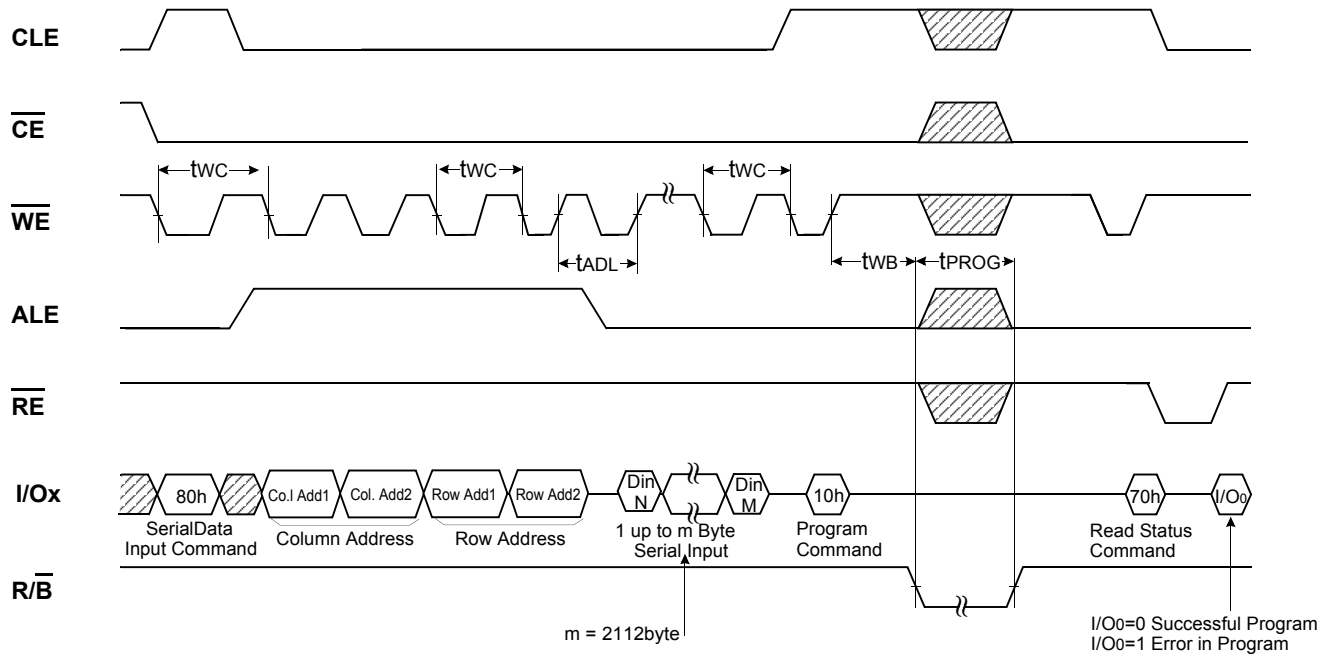 CLE
CE
tWC
tWC
tWC
WE
tADL
tWB
tPROG
ALE
RE
I/Ox
80h
Co.l Add1
Col. Add2
Row Add1
Row Add2
Din
N
Din
M
10h
70h
I/O0
SerialData
Input Command
Column Address
Row Address
1 up to m Byte
Serial Input
Program
Command
Read Status
Command
R/B
m = 2112byte
I/O0=0 Successful Program
I/O0=1 Error in Program